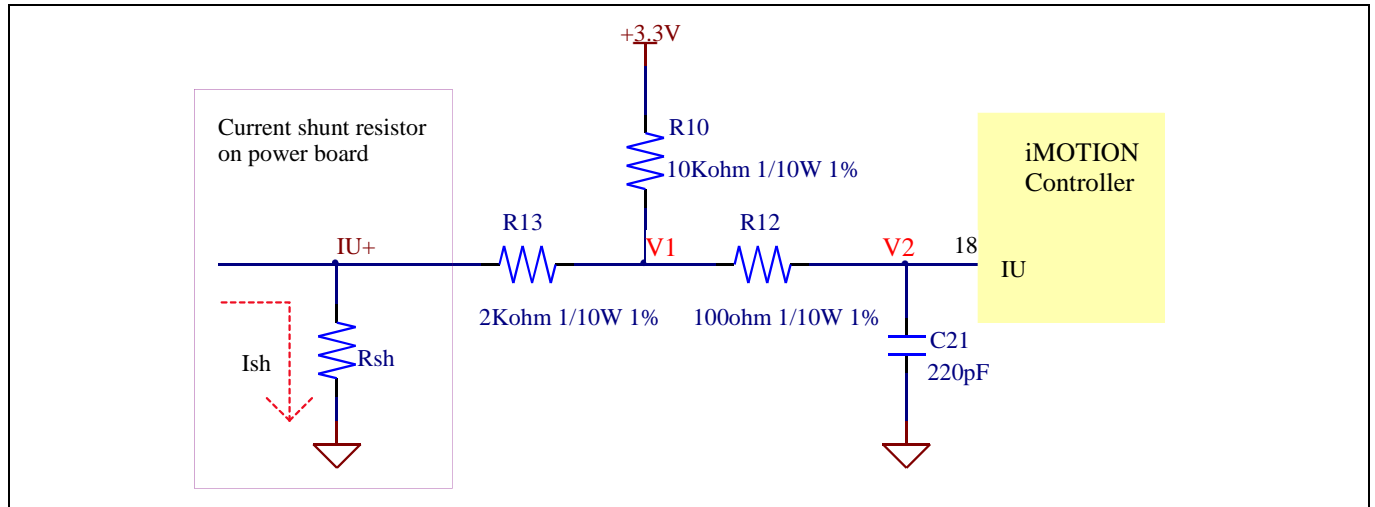 +3.3V
Current shunt resistor
on power board
R10
10Kohm 1/10W 1%
iMOTION
Controller
R13
R12
IU+
V1
V2
18
IU
2Kohm 1/10W 1%
100ohm 1/10W 1%
Ish
Rsh
C21
220pF